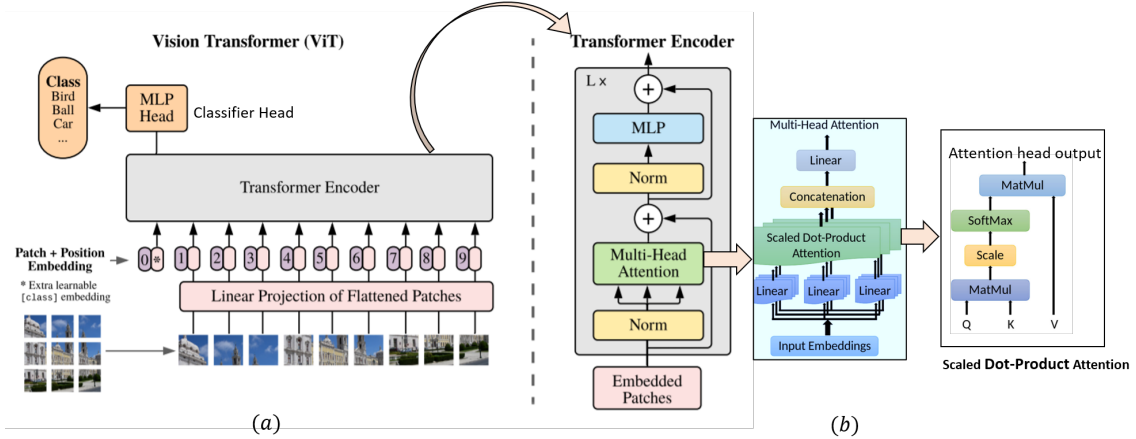 Vision Transformer (ViT)
Class
Bird
Ball
Car
...
MLP
Head
Classifier Head
Transformer Encoder
Patch + Position
Embedding
* Extra learnable
[class] embedding
0 *
1
2
3
4
5
6
7
8
9
Linear Projection of Flattened Patches
(a)
Transformer Encoder
L x
+
MLP
Norm
+
Multi-Head
Attention
Norm
Embedded
Patches
Multi-Head Attention
Linear
Concatenation
Scaled Dot-Product
Attention
Linear
Linear
Linear
Input Embeddings
(b)
Attention head output
MatMul
SoftMax
Scale
MatMul
Q K V
Scaled Dot-Product Attention